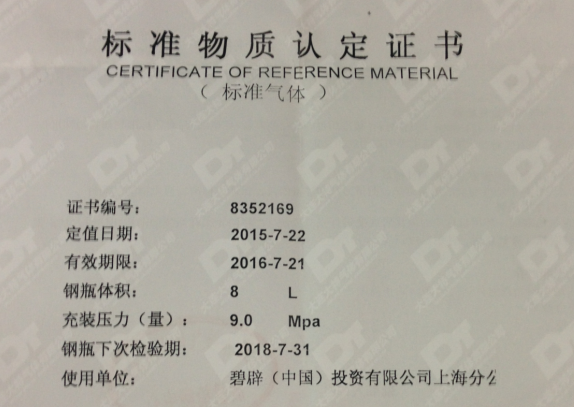 标准物质认定证书
CERTIFICATE OF REFERENCE MATERIAL
（ 标准气体 ）
证书编号： 8352169
定值日期： 2015-7-22
有效期限： 2016-7-21
钢瓶体积： 8 L
充装压力（量）： 9.0 Mpa
钢瓶下次检验期： 2018-7-31
使用单位： 碧辟（中国）投资有限公司上海分公